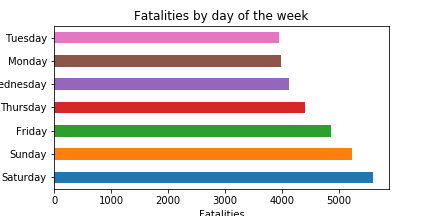 Fatalities by day of the week
Tuesday
Monday
ednesday
Thursday
Friday
Sunday
Saturday
0 1000 2000 3000 4000 5000
Fatalities